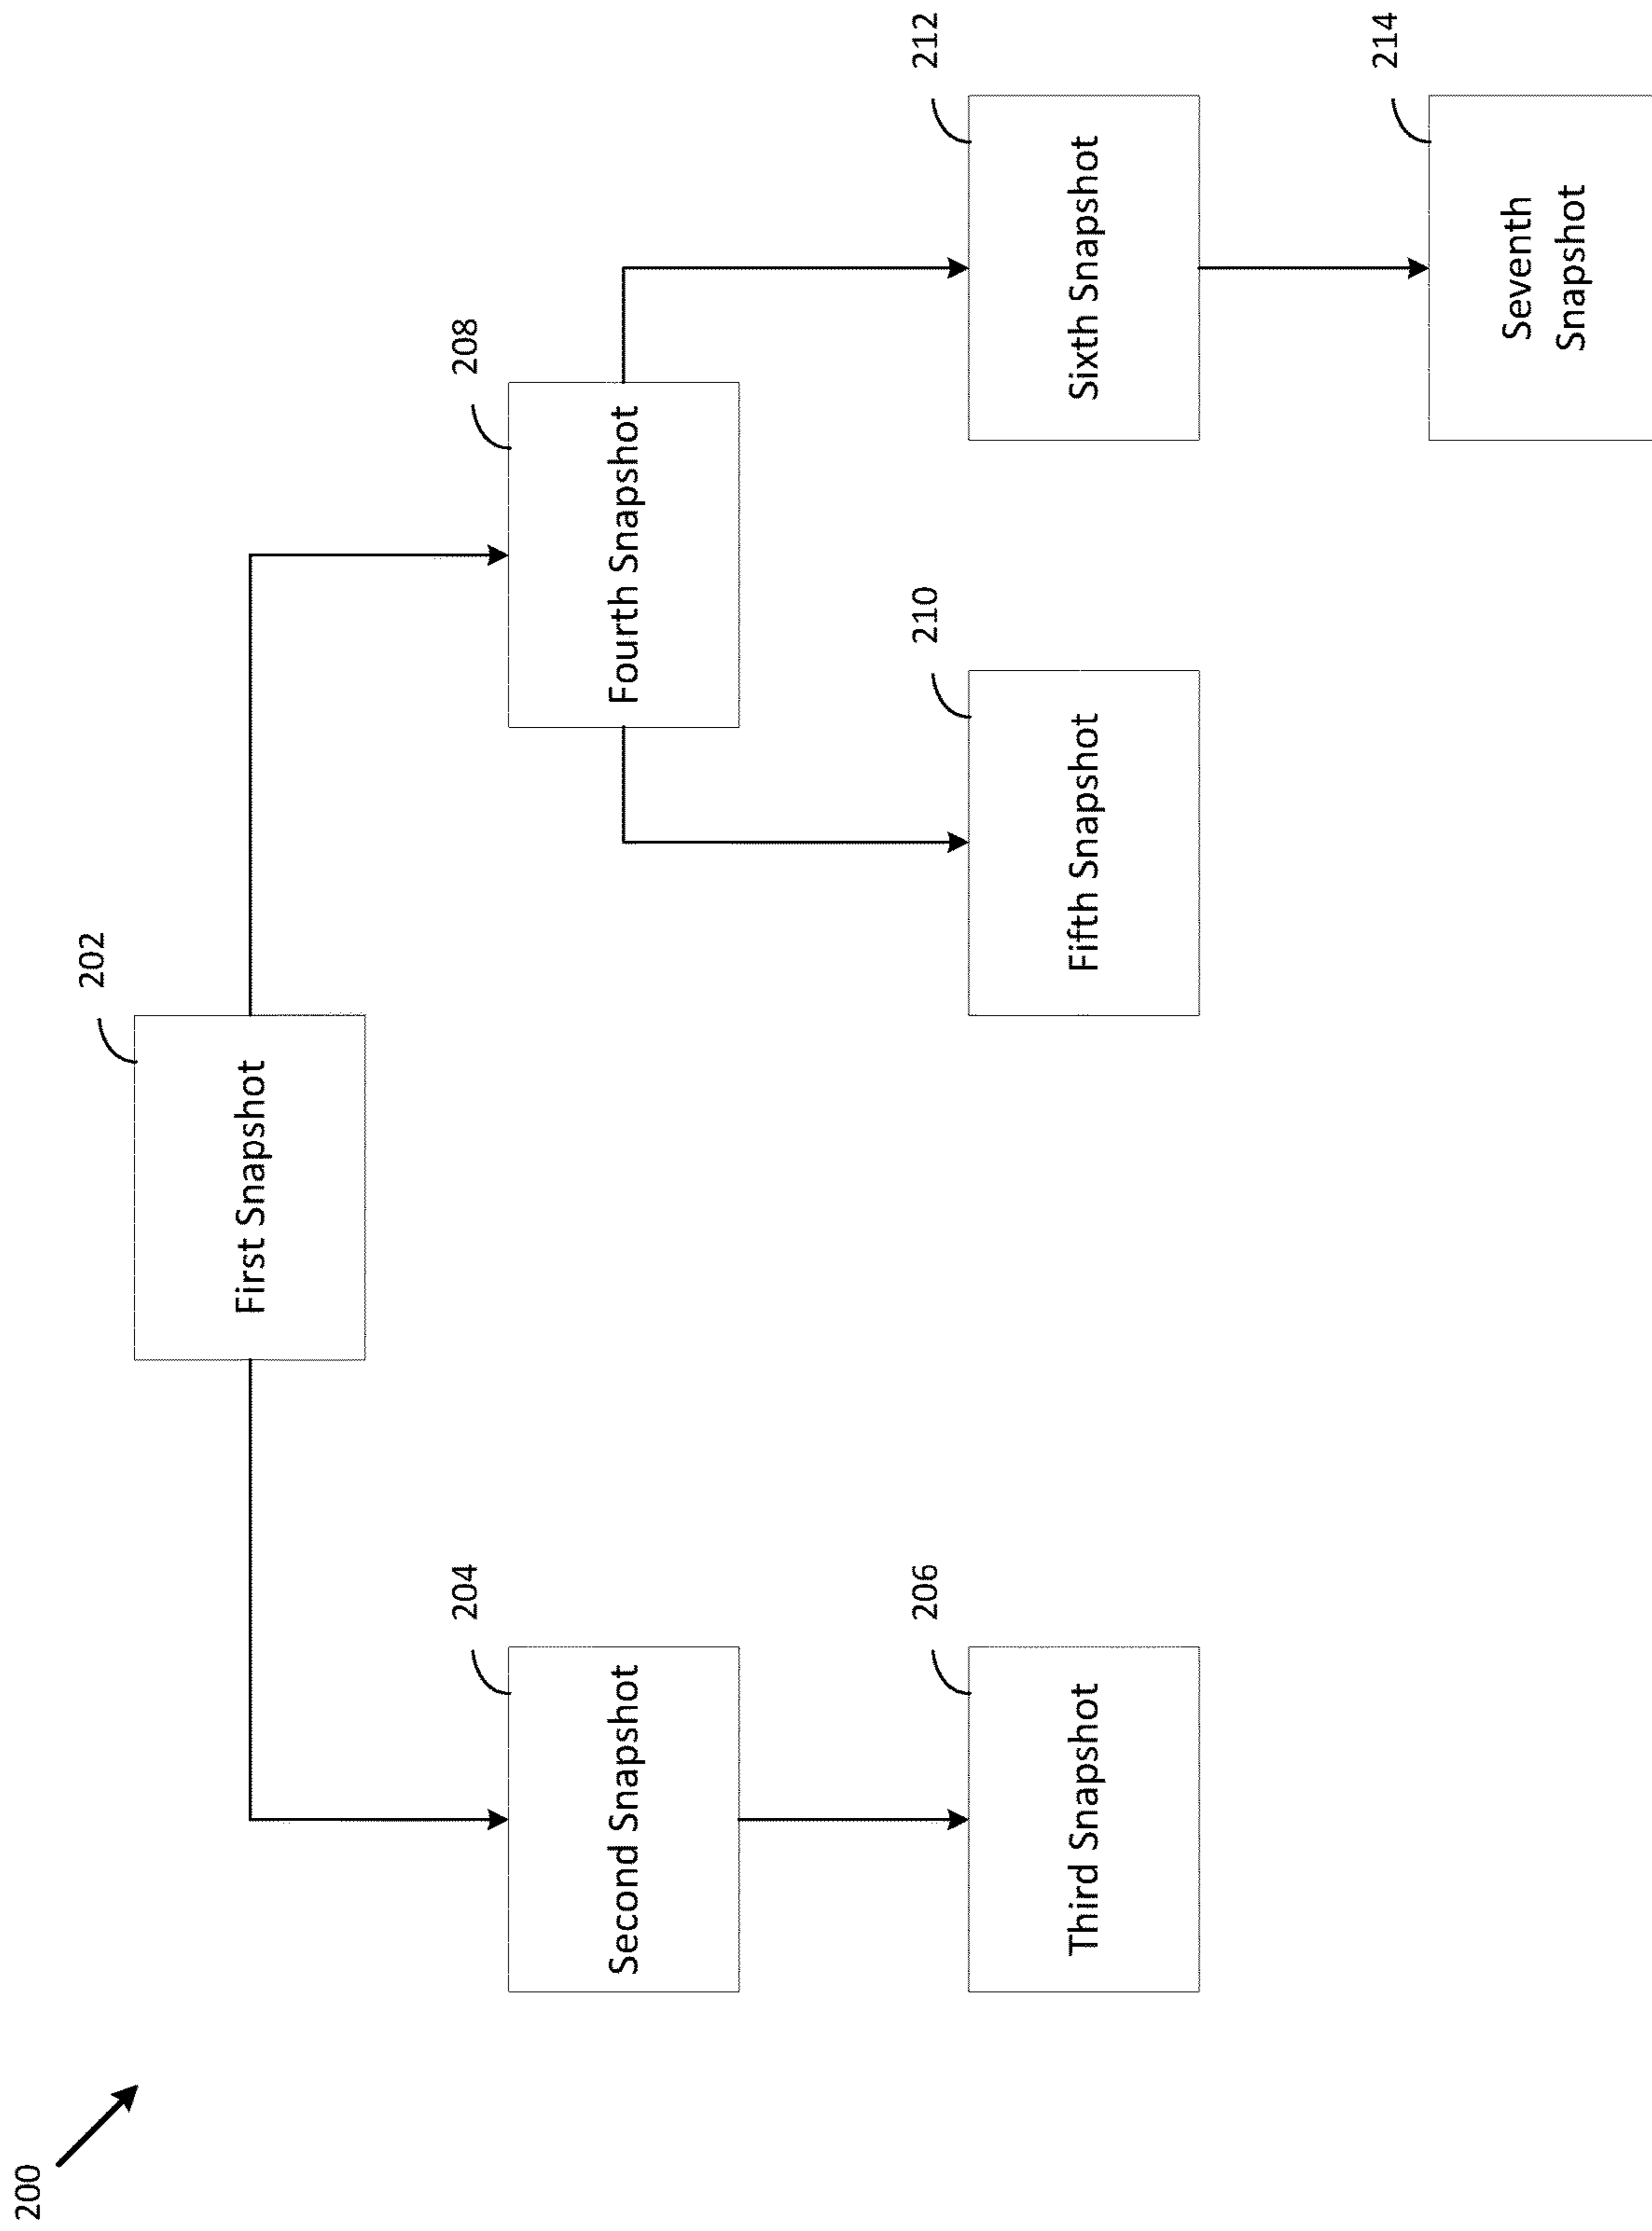 200
202
First Snapshot
204
Second Snapshot
208
Fourth Snapshot
206
Third Snapshot
210
Fifth Snapshot
212
Sixth Snapshot
214
Seventh
Snapshot